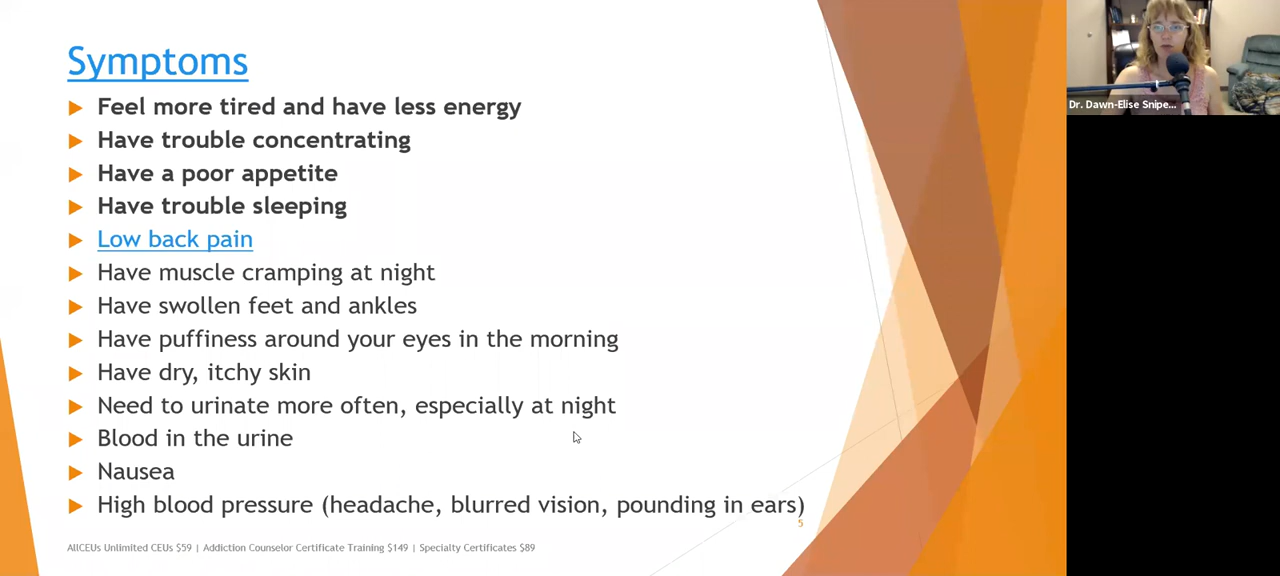 Symptoms
Feel more tired and have less energy
Have trouble concentrating
Have a poor appetite
Have trouble sleeping
Low back pain
Have muscle cramping at night
Have swollen feet and ankles
Have puffiness around your eyes in the morning
Have dry, itchy skin
Need to urinate more often, especially at night
Blood in the urine
Nausea
High blood pressure (headache, blurred vision, pounding in ears)
5
AllCEUs Unlimited CEUs $59 | Addiction Counselor Certificate Training $149 | Specialty Certificates $89
Dr. Dawn-Elise Snipe...